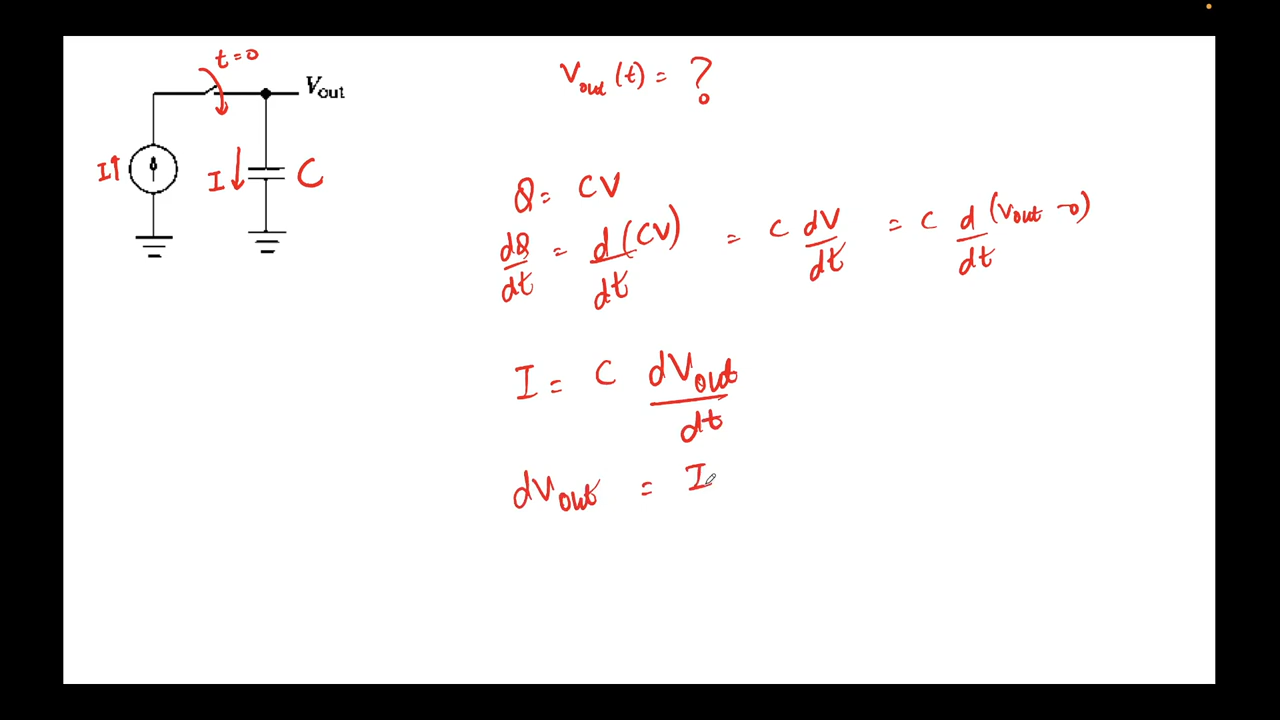 t=0
Vout
I↑
I↓
C
Vout (t) = ?
Q = CV
dQ/dt = d(CV)/dt = C dV/dt = C d(Vout -0)/dt
I = C dVout/dt
dVout = I